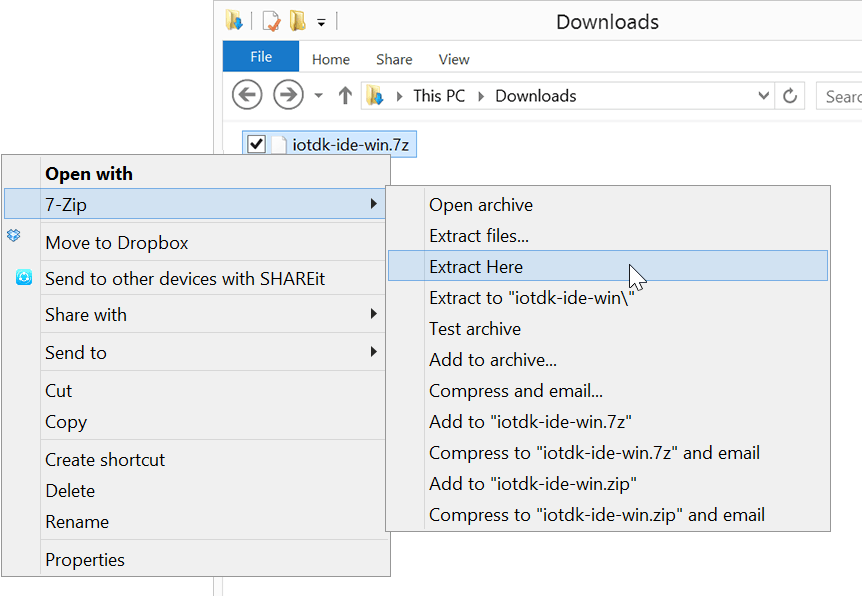 Downloads
File Home Share View
This PC Downloads
iotdk-ide-win.7z
Open with
7-Zip
Move to Dropbox
Send to other devices with SHAREit
Share with
Send to
Cut
Copy
Create shortcut
Delete
Rename
Properties
Open archive
Extract files...
Extract Here
Extract to "iotdk-ide-win\"
Test archive
Add to archive...
Compress and email...
Add to "iotdk-ide-win.7z"
Compress to "iotdk-ide-win.7z" and email
Add to "iotdk-ide-win.zip"
Compress to "iotdk-ide-win.zip" and email